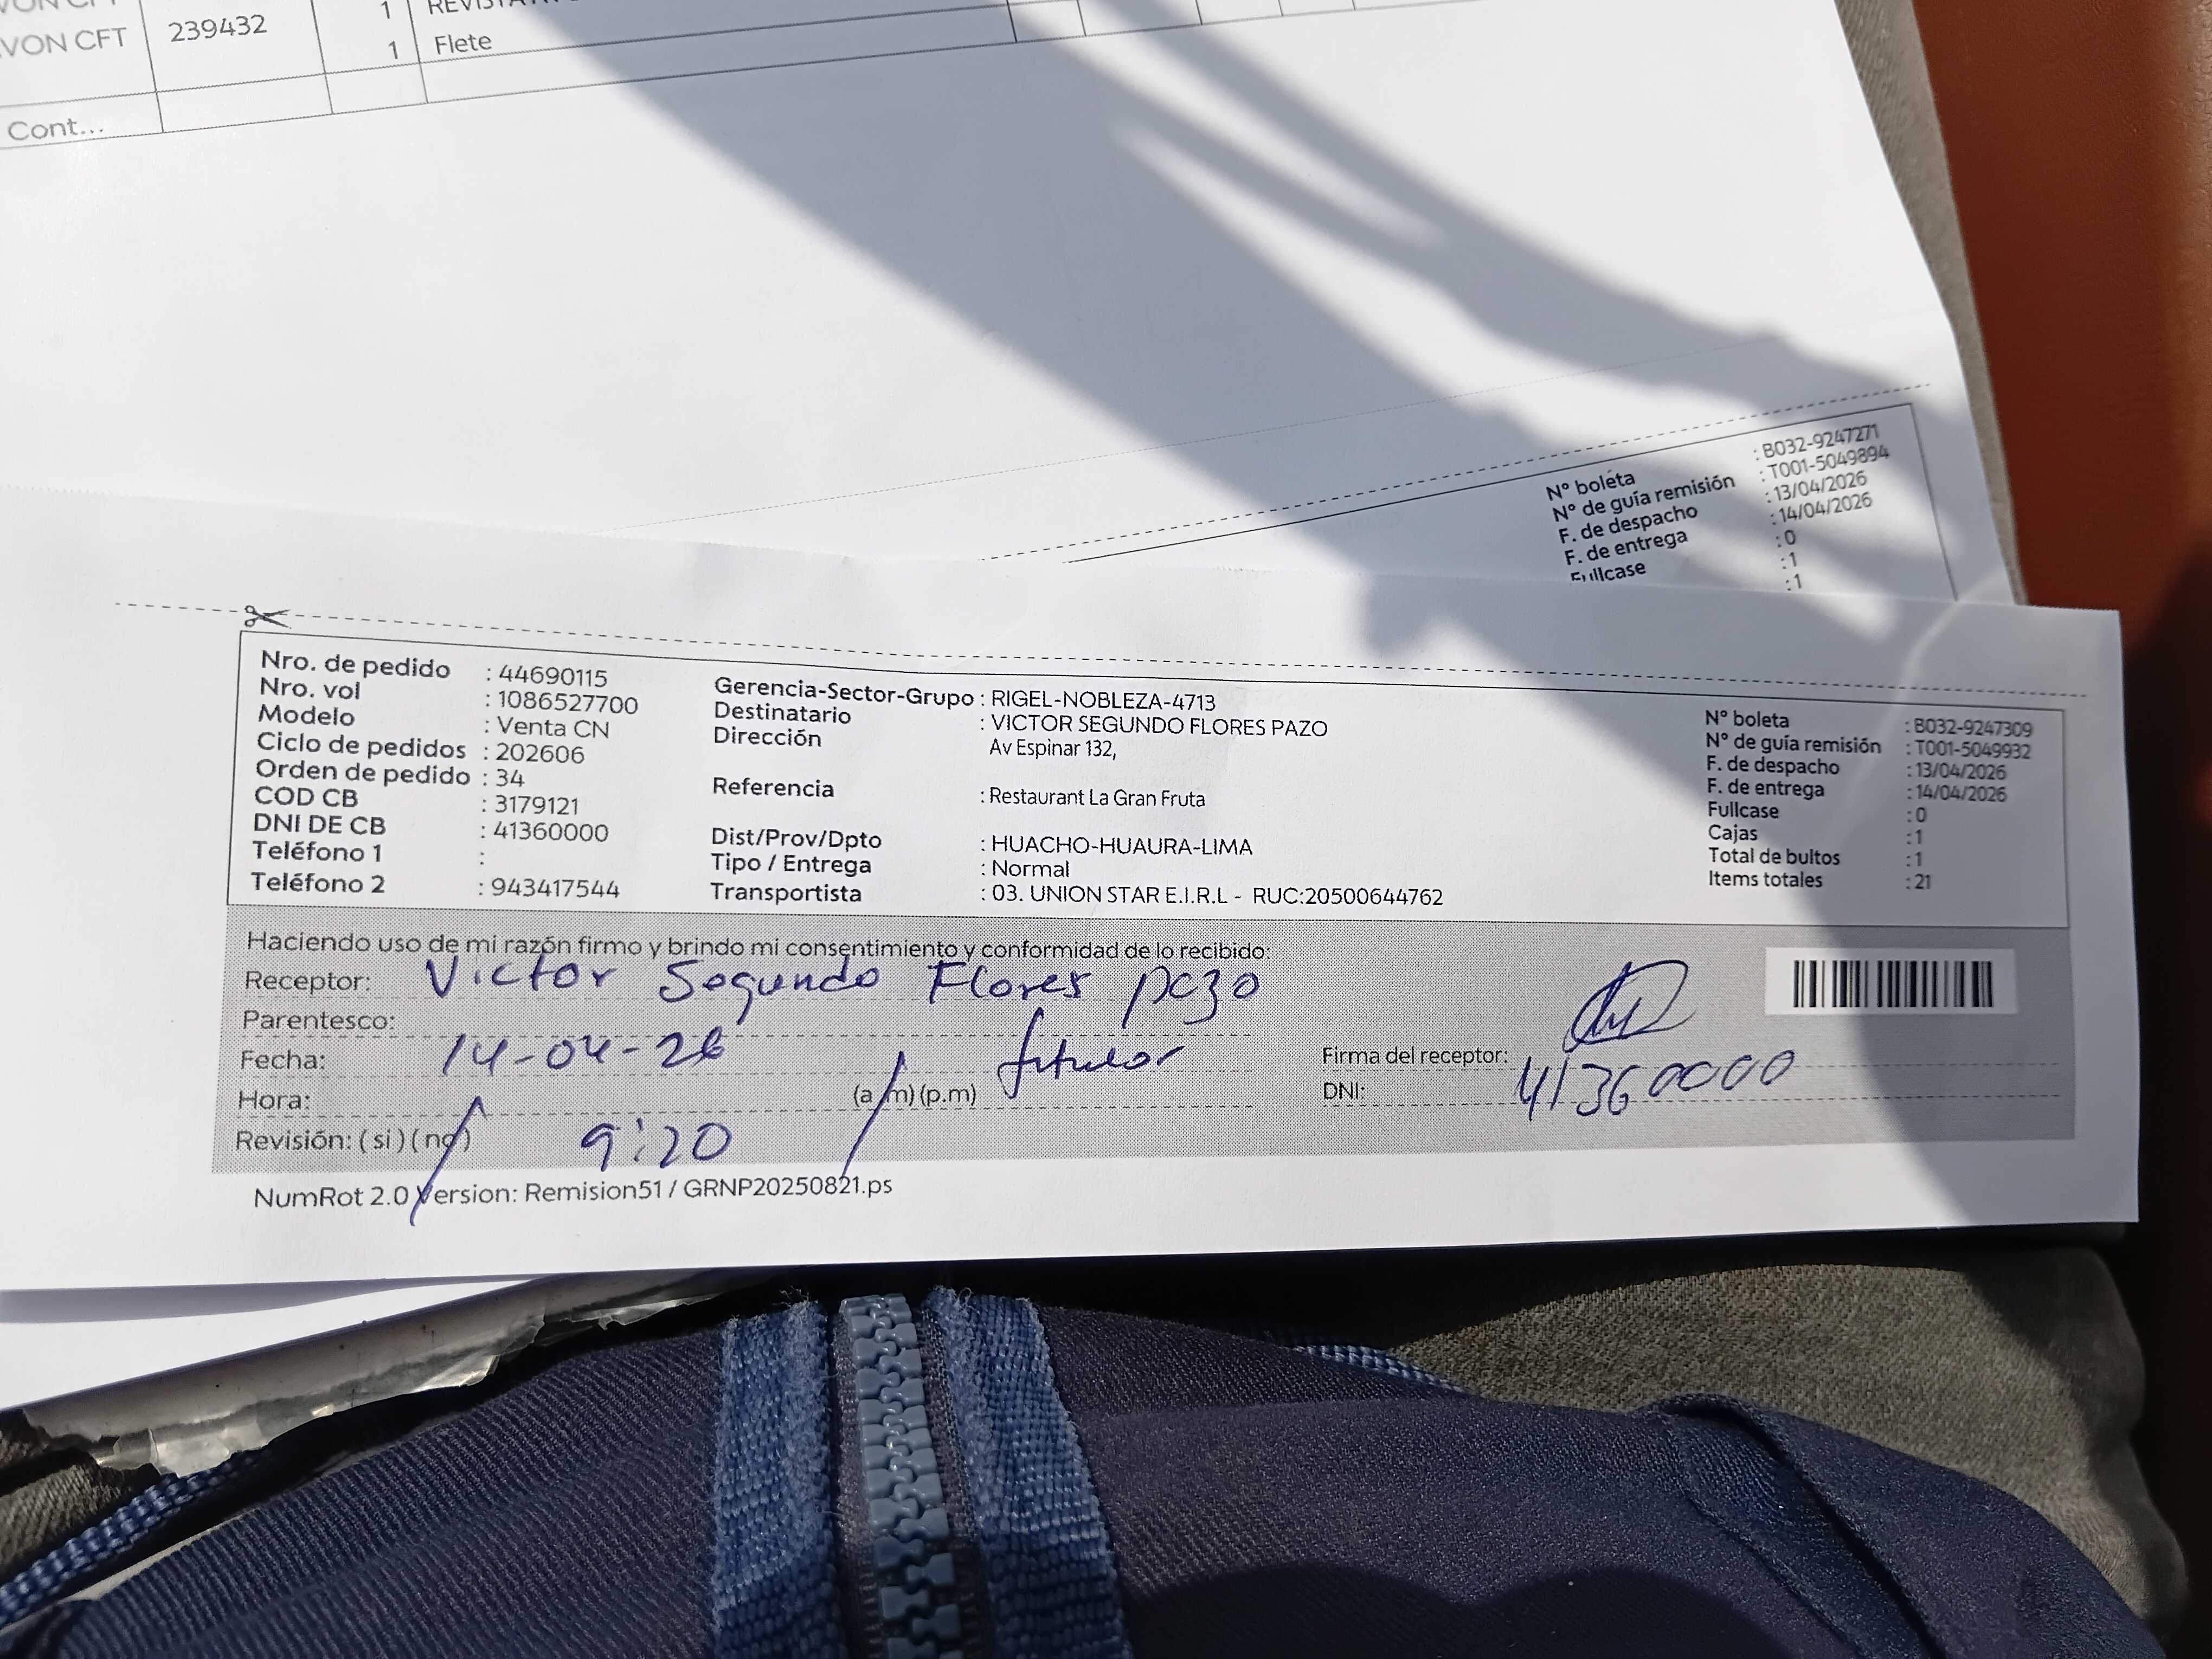 VON CFT 239432 1
1 Flete
Cont...
N° boleta : B032-9247271
N° de guía remisión : T001-5049894
F. de despacho : 13/04/2026
F. de entrega : 14/04/2026
Fullcase : 0
: 1
: 1
Nro. de pedido : 44690115
Nro. vol : 1086527700
Modelo : Venta CN
Ciclo de pedidos : 202606
Orden de pedido : 34
COD CB : 3179121
DNI DE CB : 41360000
Teléfono 1 :
Teléfono 2 : 943417544
Gerencia-Sector-Grupo : RIGEL-NOBLEZA-4713
Destinatario : VICTOR SEGUNDO FLORES PAZO
Dirección Av Espinar 132,
Referencia : Restaurant La Gran Fruta
Dist/Prov/Dpto : HUACHO-HUAURA-LIMA
Tipo / Entrega : Normal
Transportista : 03. UNION STAR E.I.R.L - RUC:20500644762
N° boleta : B032-9247309
N° de guía remisión : T001-5049932
F. de despacho : 13/04/2026
F. de entrega : 14/04/2026
Fullcase : 0
Cajas : 1
Total de bultos : 1
Items totales : 21
Haciendo uso de mi razón firmo y brindo mi consentimiento y conformidad de lo recibido:
Receptor: Victor Segundo Flores pazo
Parentesco: titular
Fecha: 14-04-26
Hora: 9:20 (a.m) (p.m)
Revisión: (si) (no)
Firma del receptor:
DNI: 41360000
NumRot 2.0 Version: Remision51 / GRNP20250821.ps